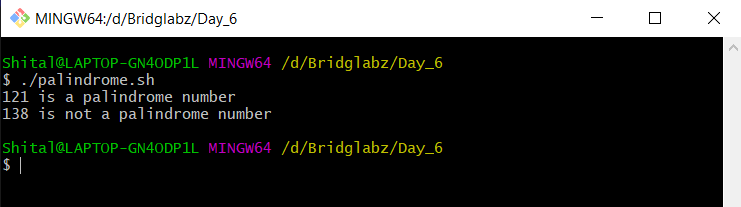 MINGW64:/d/Bridglabz/Day_6
Shital@LAPTOP-GN4ODP1L MINGW64 /d/Bridglabz/Day_6
$ ./palindrome.sh
121 is a palindrome number
138 is not a palindrome number
Shital@LAPTOP-GN4ODP1L MINGW64 /d/Bridglabz/Day_6
$